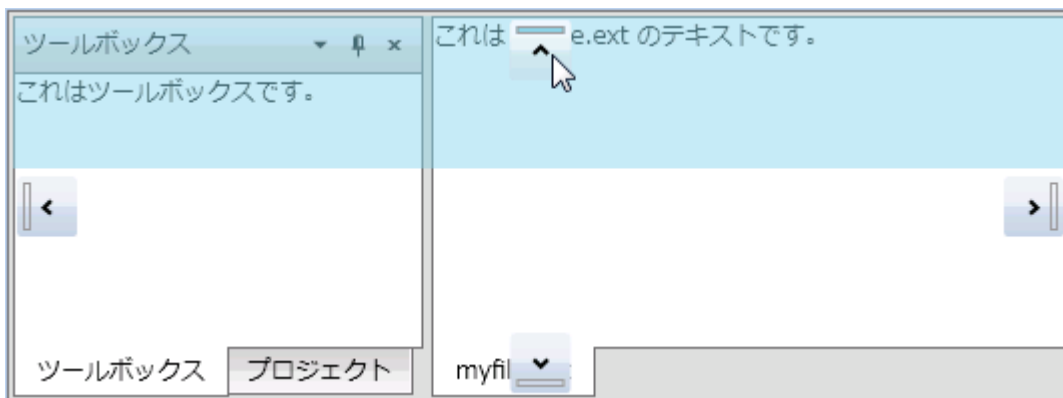 ツールボックス
これは e.ext のテキストです。
これはツールボックスです。
ツールボックス
プロジェクト
myfil